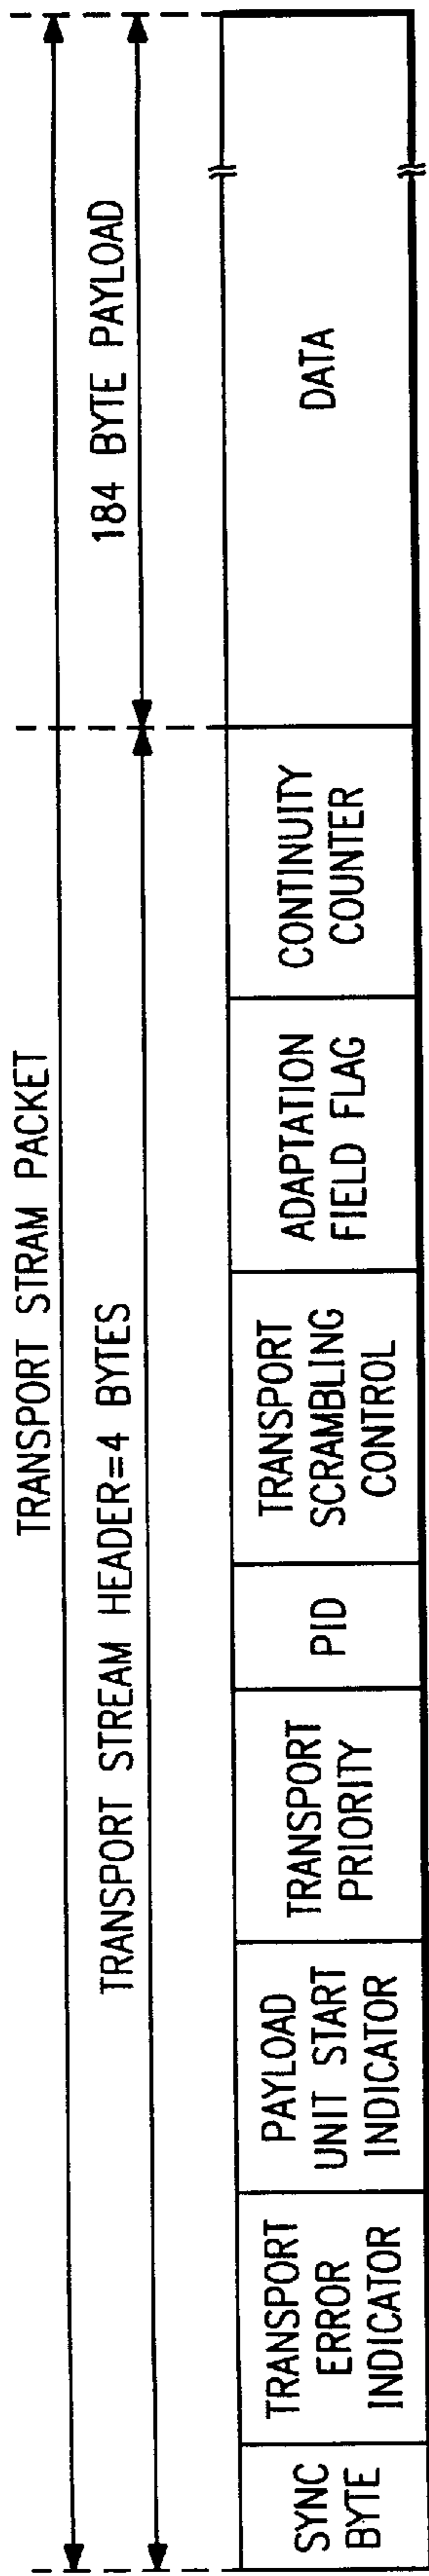 TRANSPORT STRAM PACKET
TRANSPORT STREAM HEADER=4 BYTES
184 BYTE PAYLOAD
SYNC
BYTE
TRANSPORT
ERROR
INDICATOR
PAYLOAD
UNIT START
INDICATOR
TRANSPORT
PRIORITY
PID
TRANSPORT
SCRAMBLING
CONTROL
ADAPTATION
FIELD FLAG
CONTINUITY
COUNTER
DATA